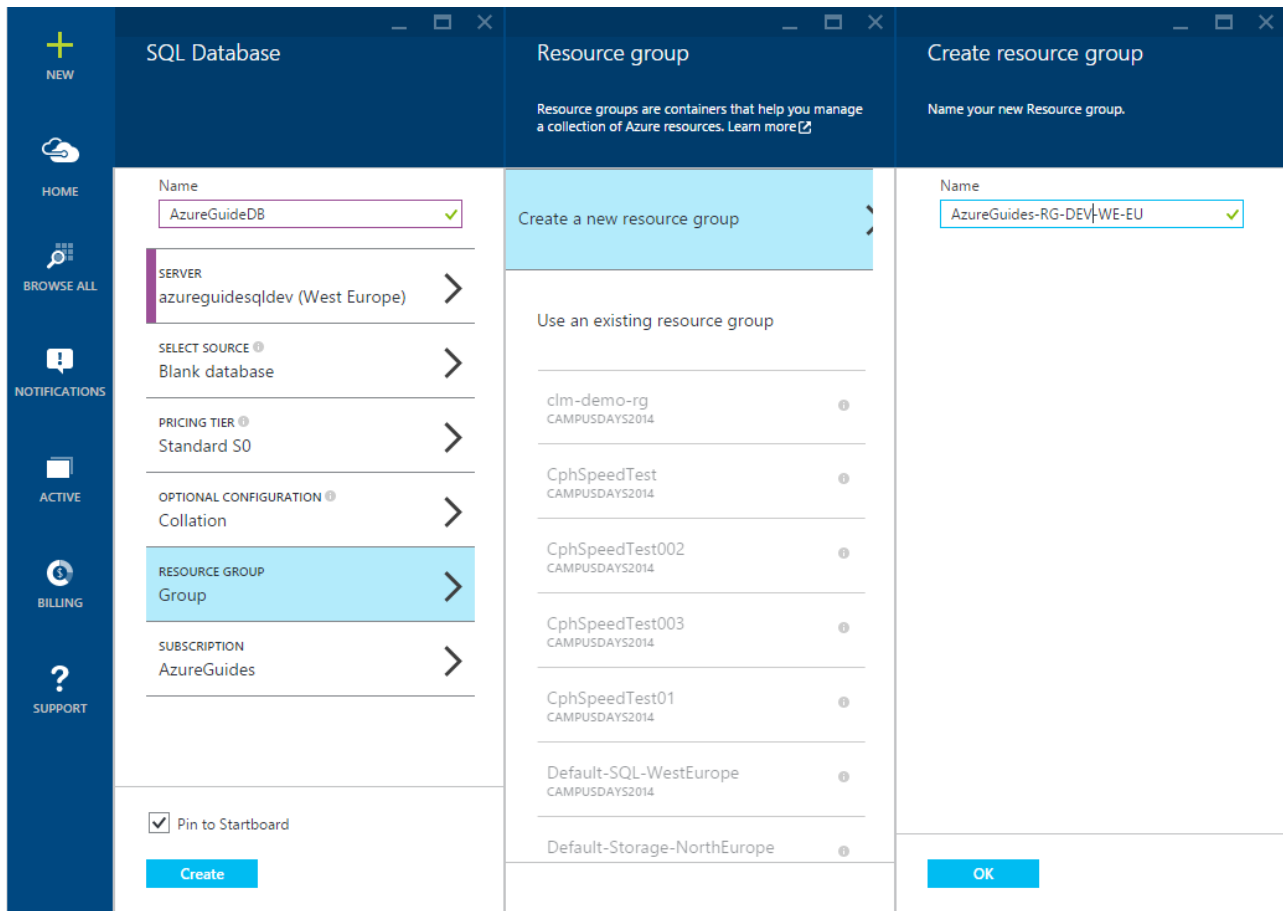 NEW
HOME
BROWSE ALL
NOTIFICATIONS
ACTIVE
BILLING
SUPPORT
SQL Database
Name
AzureGuideDB
SERVER
azureguidesqldev (West Europe)
SELECT SOURCE
Blank database
PRICING TIER
Standard S0
OPTIONAL CONFIGURATION
Collation
RESOURCE GROUP
Group
SUBSCRIPTION
AzureGuides
Pin to Startboard
Create
Resource group
Resource groups are containers that help you manage
a collection of Azure resources. Learn more
Create a new resource group
Use an existing resource group
clm-demo-rg
CAMPUSDAYS2014
CphSpeedTest
CAMPUSDAYS2014
CphSpeedTest002
CAMPUSDAYS2014
CphSpeedTest003
CAMPUSDAYS2014
CphSpeedTest01
CAMPUSDAYS2014
Default-SQL-WestEurope
CAMPUSDAYS2014
Default-Storage-NorthEurope
Create resource group
Name your new Resource group.
Name
AzureGuides-RG-DEV-WE-EU
OK